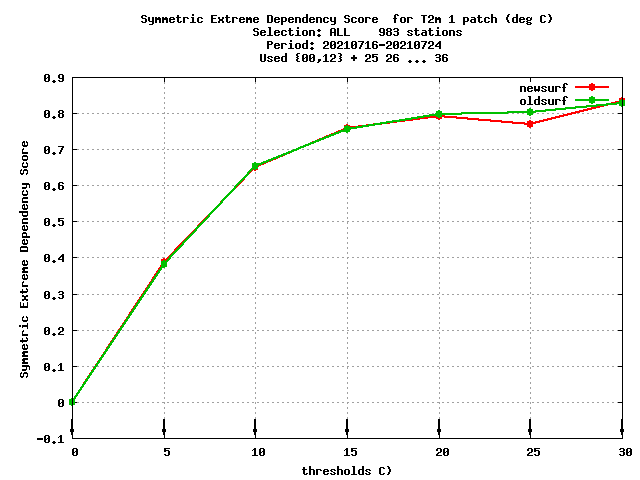 Symmetric Extreme Dependency Score  for T2m 1 patch (deg C)
Selection: ALL    983 stations
Period: 20210716-20210724
Used {00,12} + 25 26 ... 36
newsurf
oldsurf
Symmetric Extreme Dependency Score
0.9
0.8
0.7
0.6
0.5
0.4
0.3
0.2
0.1
0
-0.1
0 5 10 15 20 25 30
thresholds C)